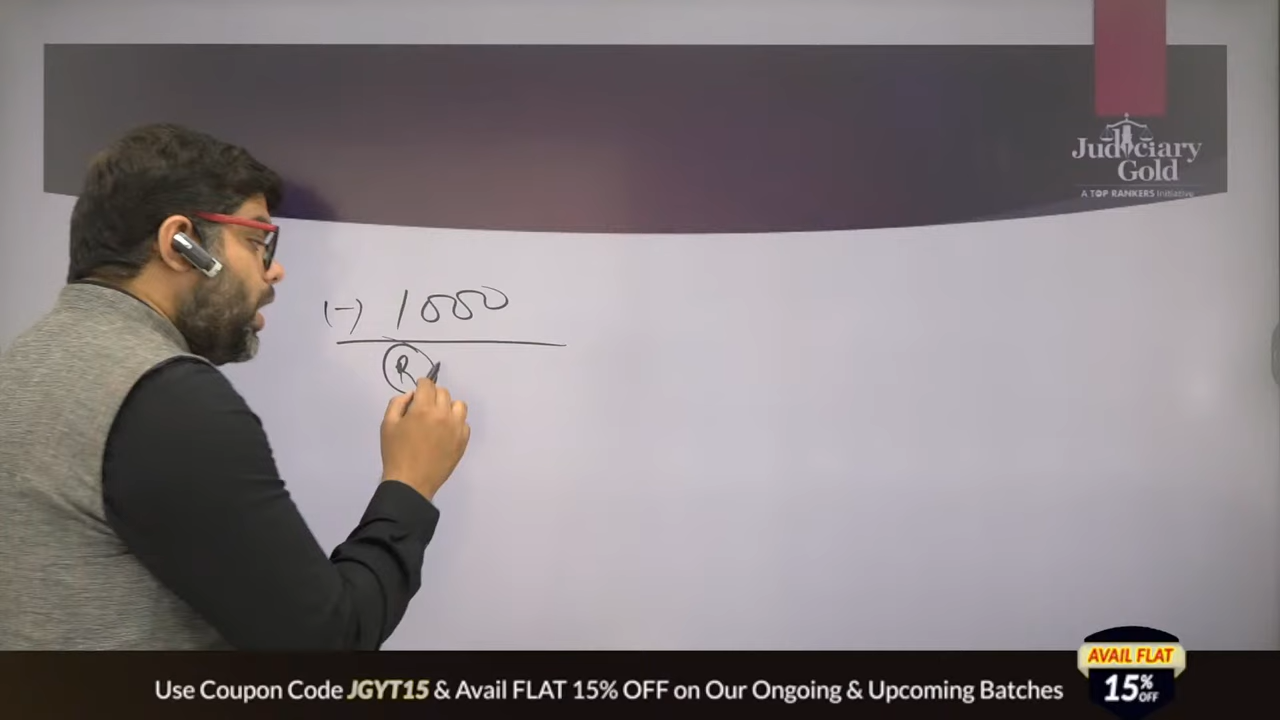 Judiciary
Gold
A TOP RANKERS Initiative
(-) 1000
R
AVAIL FLAT
15% OFF
Use Coupon Code JGYT15 & Avail FLAT 15% OFF on Our Ongoing & Upcoming Batches